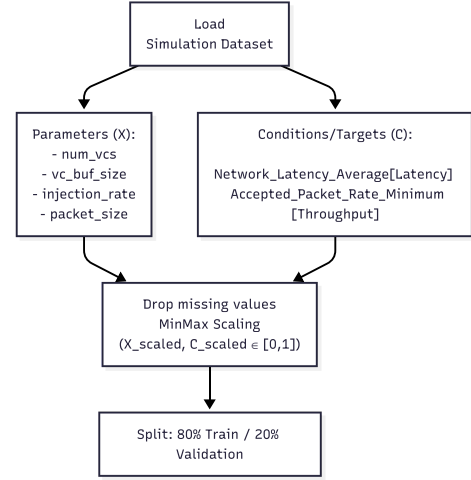 Load
Simulation Dataset
Parameters (X):
- num_vcs
- vc_buf_size
- injection_rate
- packet_size
Conditions/Targets (C):
Network_Latency_Average[Latency]
Accepted_Packet_Rate_Minimum
[Throughput]
Drop missing values
MinMax Scaling
(X_scaled, C_scaled ∈ [0,1])
Split: 80% Train / 20%
Validation